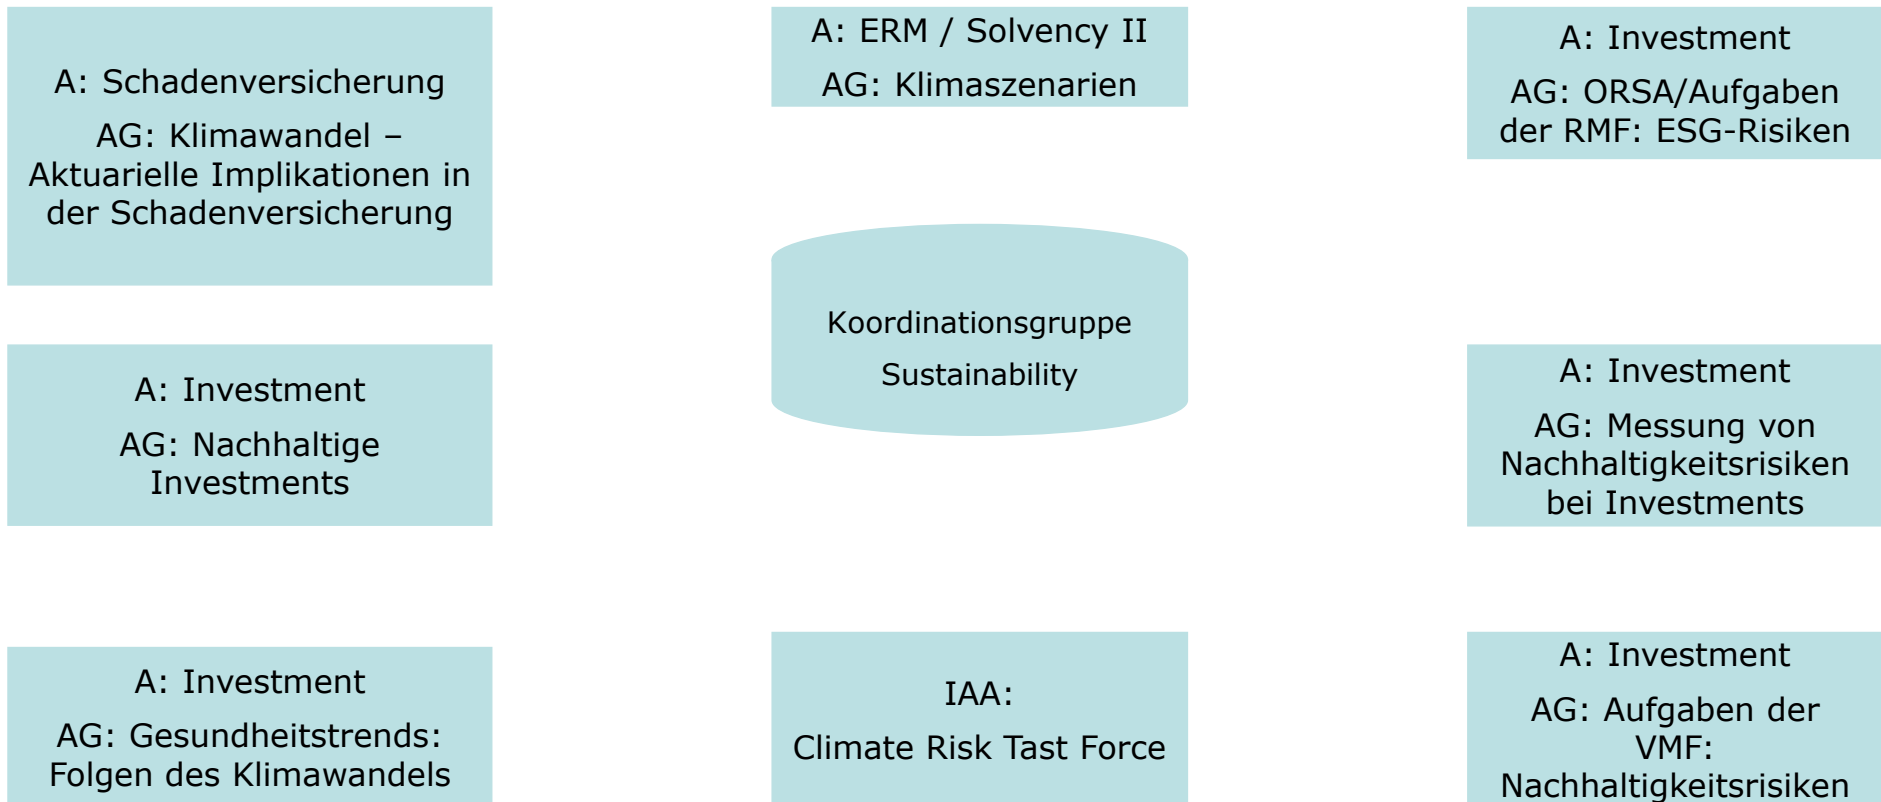 A: Schadenversicherung
AG: Klimawandel –
Aktuarielle Implikationen in
der Schadenversicherung
A: ERM / Solvency II
AG: Klimaszenarien
A: Investment
AG: ORSA/Aufgaben
der RMF: ESG-Risiken
Koordinationsgruppe
Sustainability
A: Investment
AG: Nachhaltige
Investments
A: Investment
AG: Messung von
Nachhaltigkeitsrisiken
bei Investments
A: Investment
AG: Gesundheitstrends:
Folgen des Klimawandels
IAA:
Climate Risk Tast Force
A: Investment
AG: Aufgaben der
VMF:
Nachhaltigkeitsrisiken